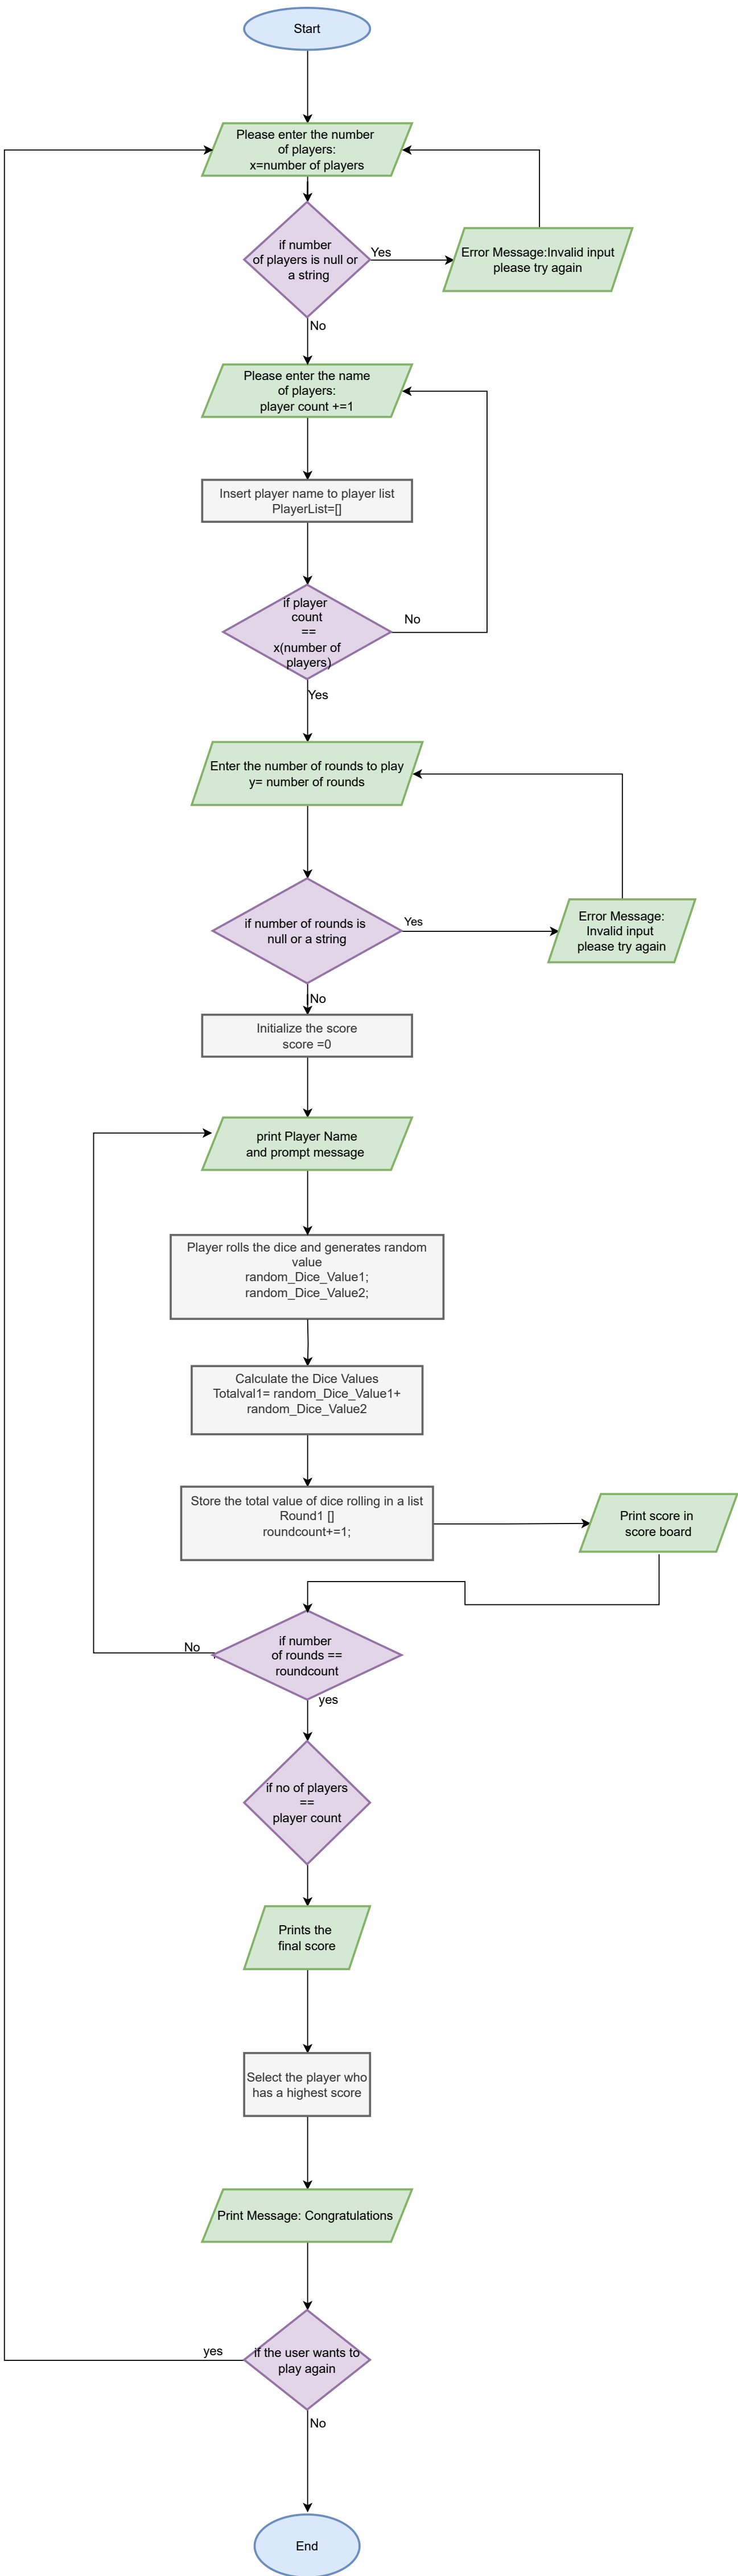 Start
Please enter the number
of players:
x=number of players
if number
of players is null or
a string
Yes
Error Message:Invalid input
please try again
No
Please enter the name
of players:
player count +=1
Insert player name to player list
PlayerList=[]
if player
count
==
x(number of
players)
No
Yes
Enter the number of rounds to play
y= number of rounds
if number of rounds is
null or a string
Yes
Error Message:
Invalid input
please try again
No
Initialize the score
score =0
print Player Name
and prompt message
Player rolls the dice and generates random
value
random_Dice_Value1;
random_Dice_Value2;
Calculate the Dice Values
Totalval1= random_Dice_Value1+
random_Dice_Value2
Store the total value of dice rolling in a list
Round1 []
roundcount+=1;
Print score in
score board
if number
of rounds ==
roundcount
No
yes
if no of players
==
player count
Prints the
final score
Select the player who
has a highest score
Print Message: Congratulations
if the user wants to
play again
yes
No
End